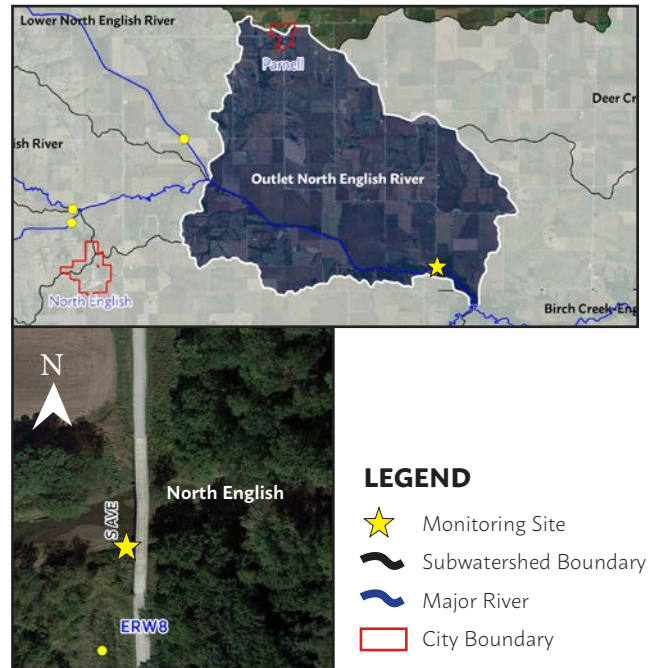 Lower North English River
Parnell
Deer Cr
ish River
Outlet North English River
North English
Birch Creek-Eng
N
S AVE
North English
ERW8
LEGEND
Monitoring Site
Subwatershed Boundary
Major River
City Boundary